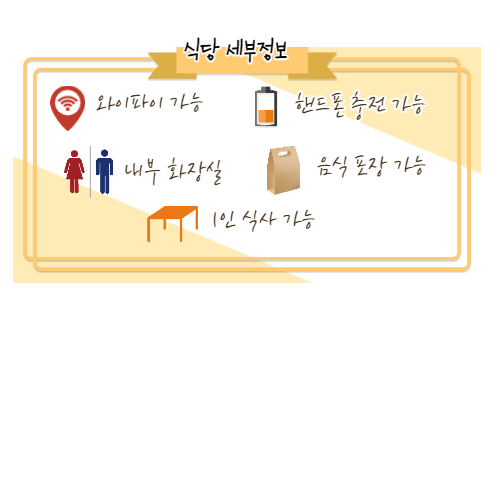 식당 세부정보
와이파이 가능
핸드폰 충전 가능
내부 화장실
음식 포장 가능
1인 식사 가능